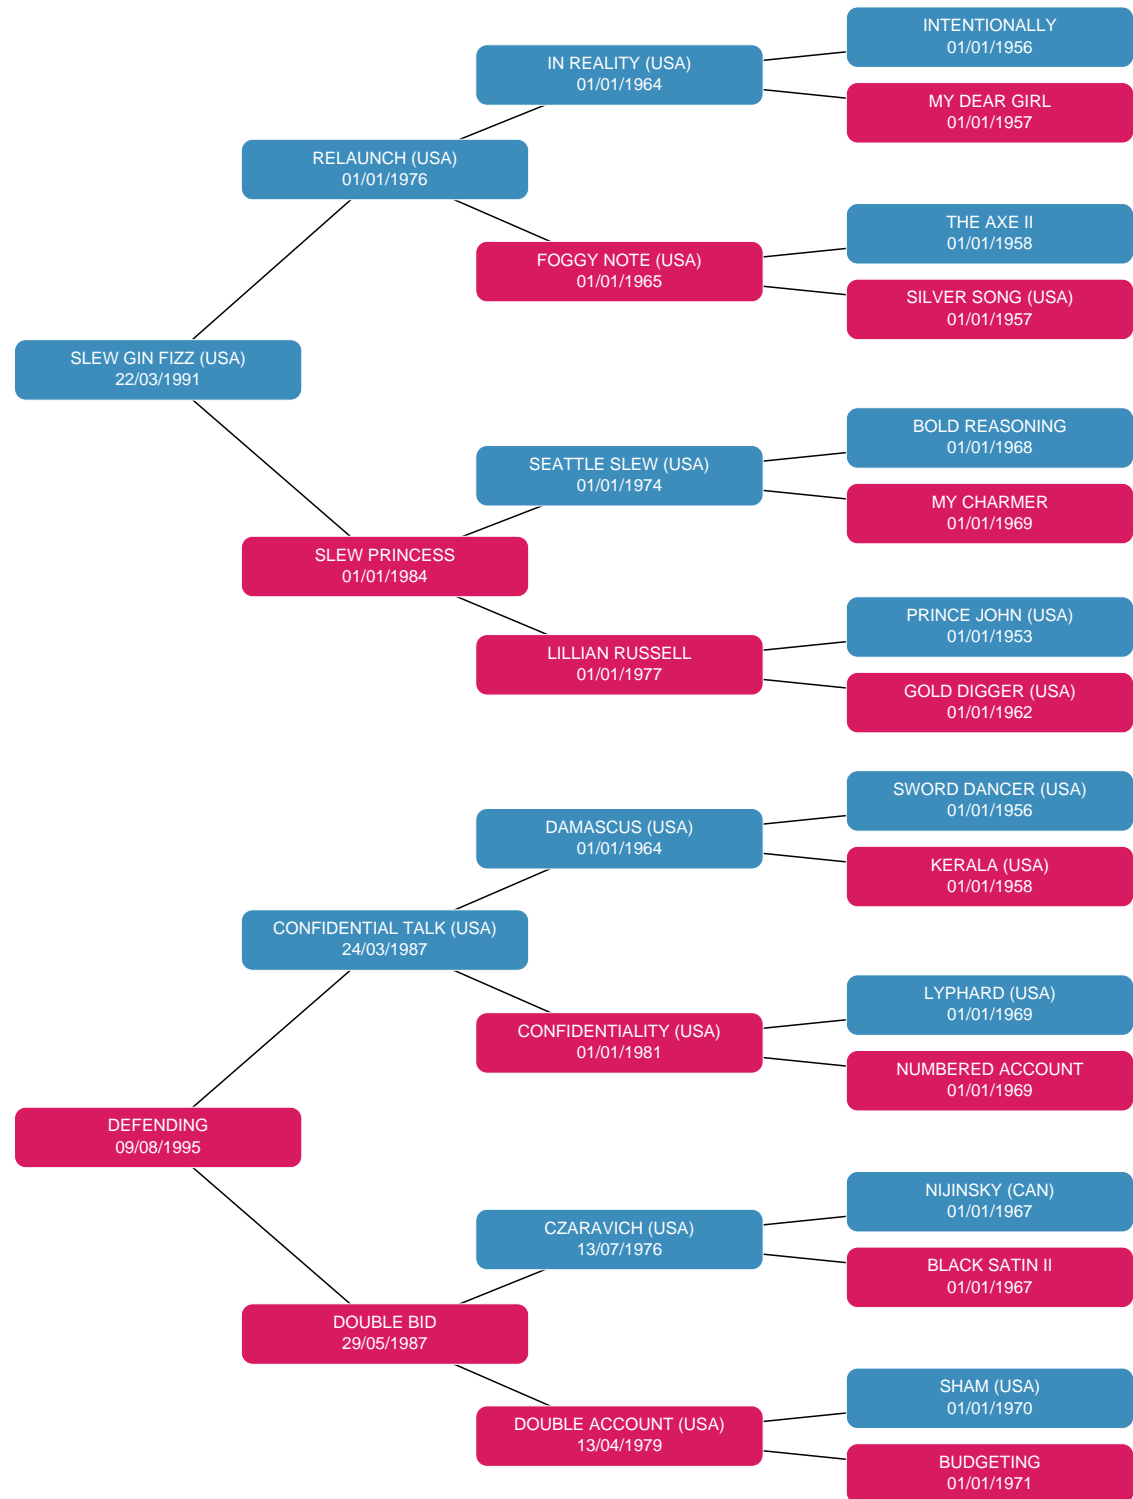 INTENTIONALLY
01/01/1956
IN REALITY (USA)
01/01/1964
MY DEAR GIRL
01/01/1957
RELAUNCH (USA)
01/01/1976
THE AXE II
01/01/1958
FOGGY NOTE (USA)
01/01/1965
SILVER SONG (USA)
01/01/1957
SLEW GIN FIZZ (USA)
22/03/1991
BOLD REASONING
01/01/1968
SEATTLE SLEW (USA)
01/01/1974
MY CHARMER
01/01/1969
SLEW PRINCESS
01/01/1984
PRINCE JOHN (USA)
01/01/1953
LILLIAN RUSSELL
01/01/1977
GOLD DIGGER (USA)
01/01/1962
SWORD DANCER (USA)
01/01/1956
DAMASCUS (USA)
01/01/1964
KERALA (USA)
01/01/1958
CONFIDENTIAL TALK (USA)
24/03/1987
LYPHARD (USA)
01/01/1969
CONFIDENTIALITY (USA)
01/01/1981
NUMBERED ACCOUNT
01/01/1969
DEFENDING
09/08/1995
NIJINSKY (CAN)
01/01/1967
CZARAVICH (USA)
13/07/1976
BLACK SATIN II
01/01/1967
DOUBLE BID
29/05/1987
SHAM (USA)
01/01/1970
DOUBLE ACCOUNT (USA)
13/04/1979
BUDGETING
01/01/1971